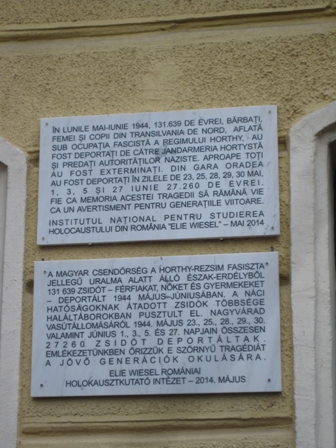 ÎN LUNILE MAI-IUNIE 1944, 131.639 DE EVREI, BĂRBAȚI,
FEMEI ȘI COPII DIN TRANSILVANIA DE NORD, AFLATĂ
SUB OCUPAȚIA FASCISTĂ A REGIMULUI HORTHY, AU
FOST DEPORTAȚI DE CĂTRE JANDARMERIA HORTYSTĂ
ȘI PREDAȚI AUTORITĂȚILOR NAZISTE. APROAPE TOȚI
AU FOST EXTERMINAȚI. DIN GARA ORADEA
AU FOST DEPORTAȚI ÎN ZILELE DE 23, 25, 28, 29, 30 MAI,
1, 3, 5 ȘI 27 IUNIE 27.260 DE EVREI.
FIE CA MEMORIA ACESTEI TRAGEDII SĂ RĂMÂNĂ VIE
CA UN AVERTISMENT PENTRU GENERAȚIILE VIITOARE.
INSTITUTUL NAȚIONAL PENTRU STUDIEREA
HOLOCAUSTULUI DIN ROMÂNIA "ELIE WIESEL" – MAI 2014
A MAGYAR CSENDŐRSÉG A HORTHY-REZSIM FASISZTA
JELLEGŰ URALMA ALATT ÁLLÓ ÉSZAK-ERDÉLYBŐL
131 639 ZSIDÓT – FÉRFIAKAT, NŐKET ÉS GYERMEKEKET
– DEPORTÁLT 1944 MÁJUS-JÚNIUSÁBAN. A NÁCI
HATÓSÁGOKNAK ÁTADOTT ZSIDÓK TÖBBSÉGE
HALÁLTÁBOROKBAN PUSZTULT EL. NAGYVÁRAD
VASÚTÁLLOMÁSÁRÓL 1944. MÁJUS 23., 25., 28., 29., 30.
VALAMINT JÚNIUS 1., 3., 5. ÉS 27. NAPJAIN ÖSSZESEN
27260 ZSIDÓT DEPORTÁLTAK.
EMLÉKEZETÜNKBEN ŐRIZZÜK E SZÖRNYŰ TRAGÉDIÁT
A JÖVŐ GENERÁCIÓK OKULÁSÁRA.
ELIE WIESEL ROMÁNIAI
HOLOKAUSZTKUTATÓ INTÉZET – 2014. MÁJUS